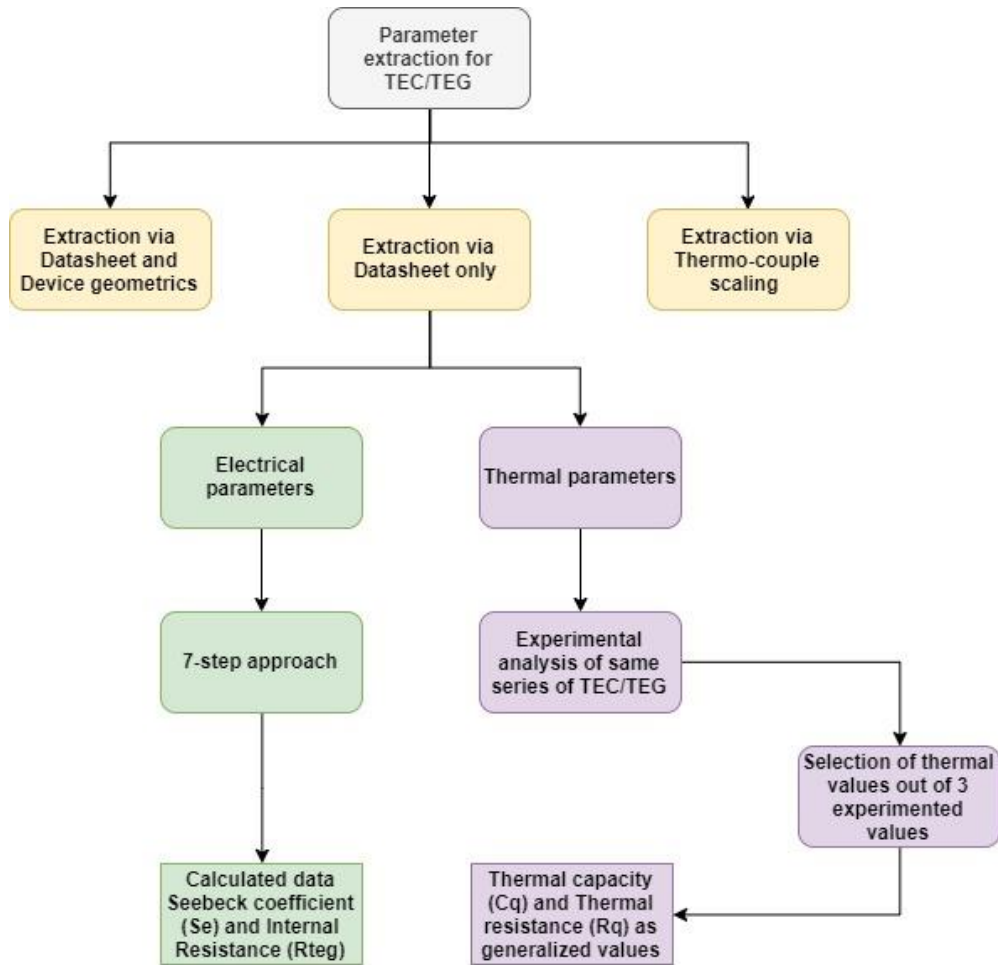 Parameter
extraction for
TEC/TEG
Extraction via
Datasheet and
Device geometrics
Extraction via
Datasheet only
Extraction via
Thermo-couple
scaling
Electrical
parameters
Thermal parameters
7-step approach
Experimental
analysis of same
series of TEC/TEG
Selection of thermal
values out of 3
experimented
values
Calculated data
Seebeck coefficient
(Se) and Internal
Resistance (Rteg)
Thermal capacity
(Cq) and Thermal
resistance (Rq) as
generalized values